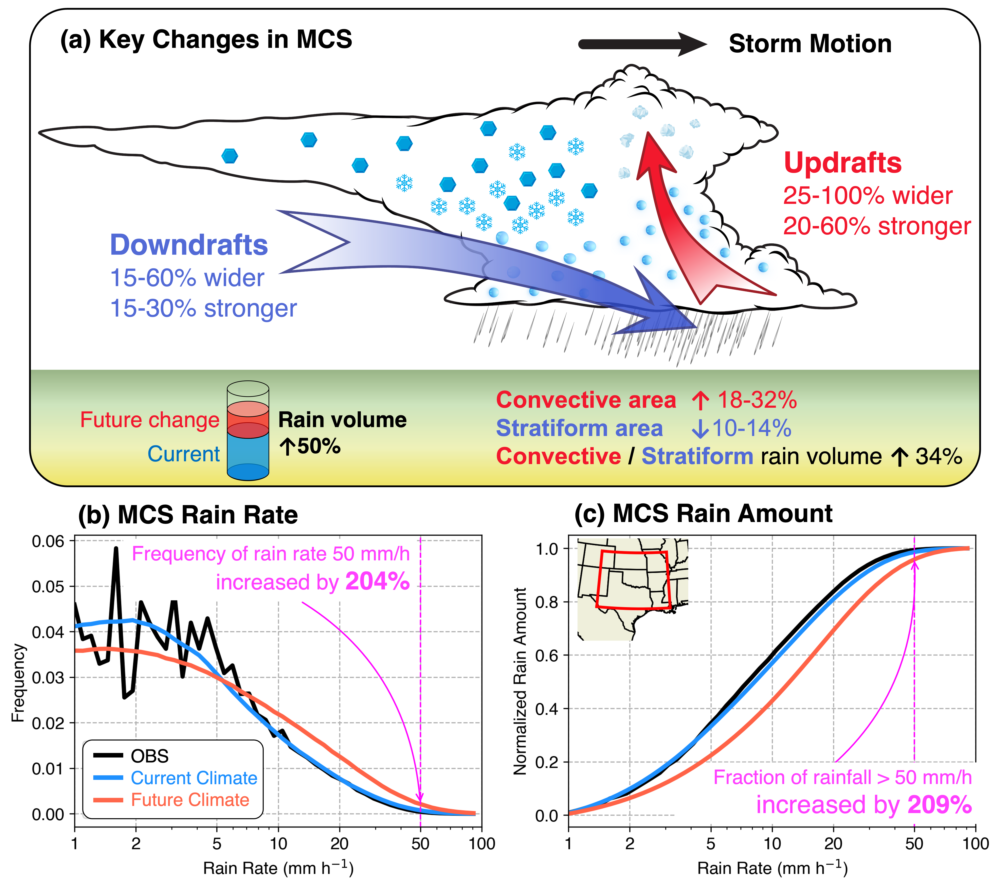 (a) Key Changes in MCS
Storm Motion
Updrafts
25-100% wider
20-60% stronger
Downdrafts
15-60% wider
15-30% stronger
Future change
Current
Rain volume
↑50%
Convective area ↑ 18-32%
Stratiform area ↓10-14%
Convective / Stratiform rain volume ↑ 34%
(b) MCS Rain Rate
Frequency of rain rate 50 mm/h
increased by 204%
0.06
0.05
0.04
0.03
0.02
0.01
0.00
Frequency
OBS
Current Climate
Future Climate
1 2 5 10 20 50 100
Rain Rate (mm h⁻¹)
(c) MCS Rain Amount
1.0
0.8
0.6
0.4
0.2
0.0
Normalized Rain Amount
Fraction of rainfall > 50 mm/h
increased by 209%
1 2 5 10 20 50 100
Rain Rate (mm h⁻¹)